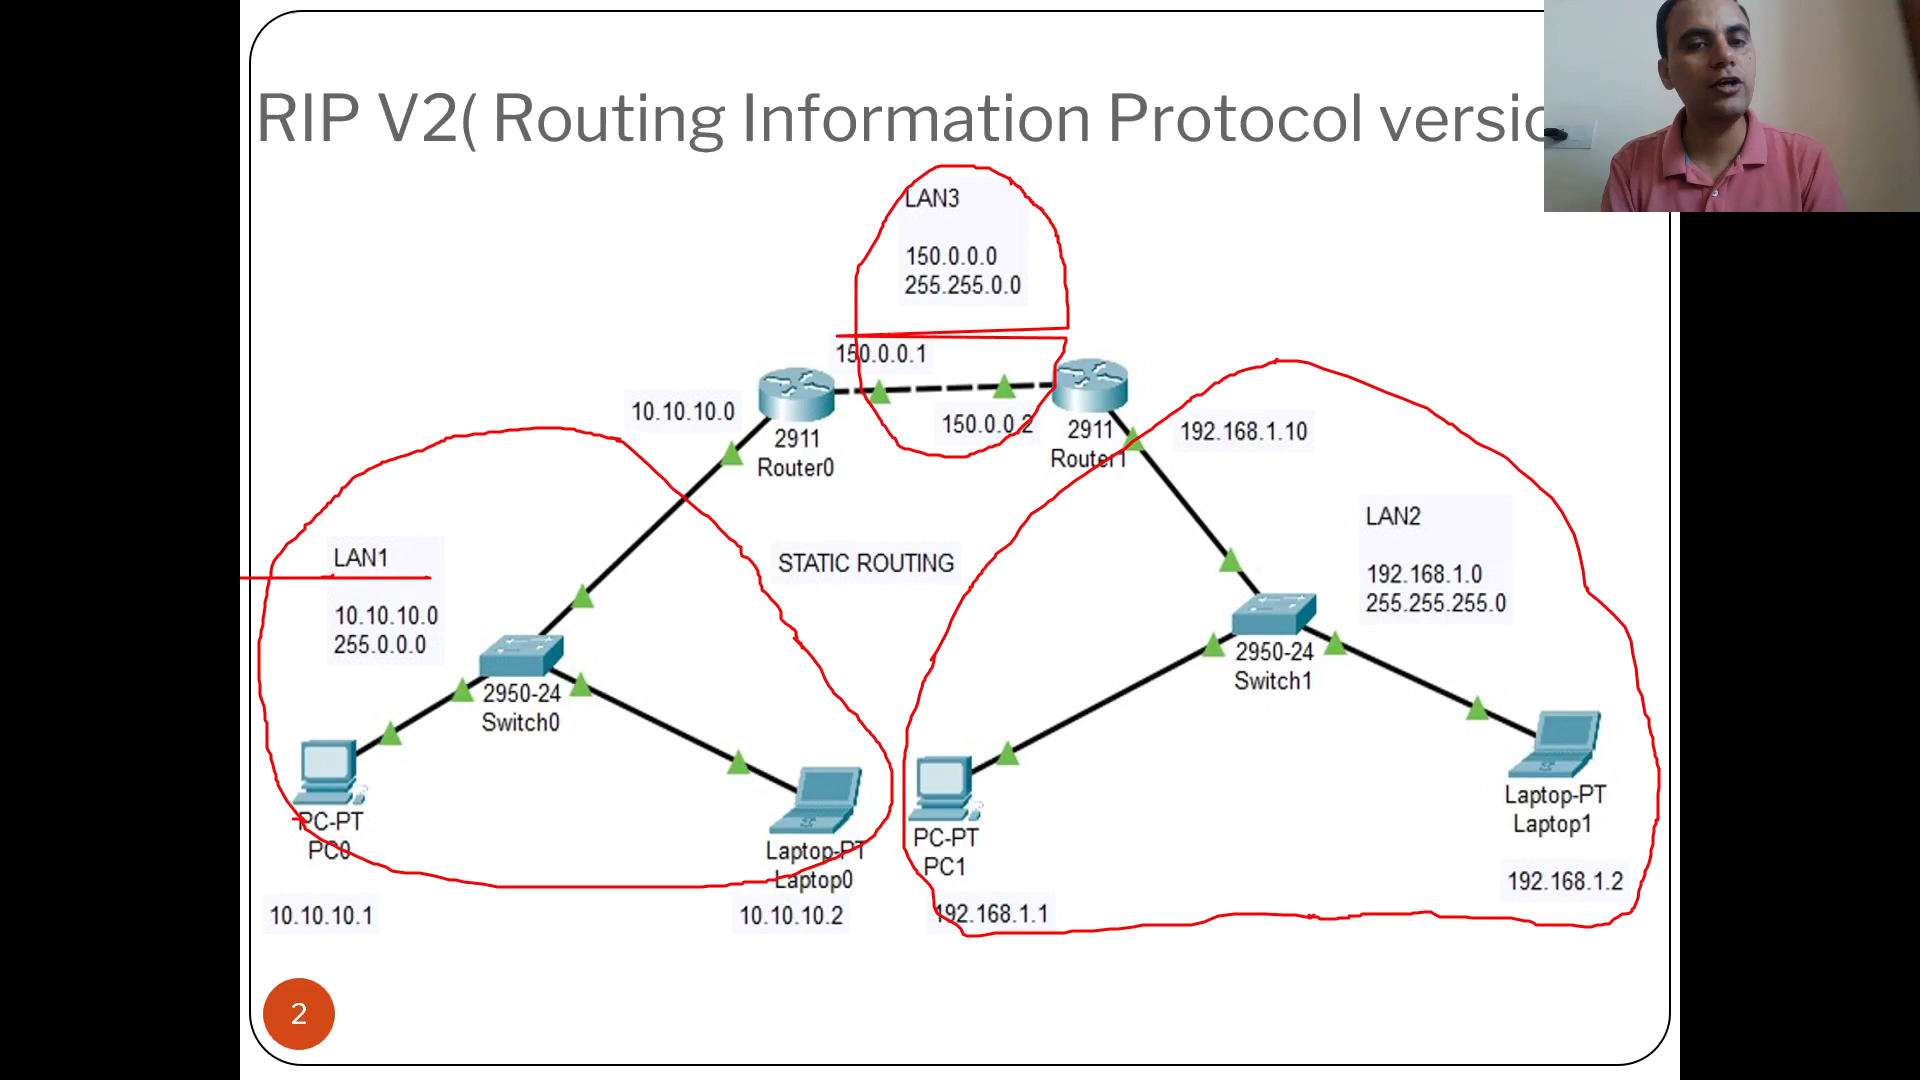 RIP V2( Routing Information Protocol versio
LAN3
150.0.0.0
255.255.0.0
150.0.0.1
10.10.10.0
150.0.0.2
192.168.1.10
2911
Router0
2911
Router1
LAN1
10.10.10.0
255.0.0.0
STATIC ROUTING
LAN2
192.168.1.0
255.255.255.0
2950-24
Switch0
2950-24
Switch1
PC-PT
PC0
Laptop-PT
Laptop0
PC-PT
PC1
Laptop-PT
Laptop1
10.10.10.1
10.10.10.2
192.168.1.1
192.168.1.2
2